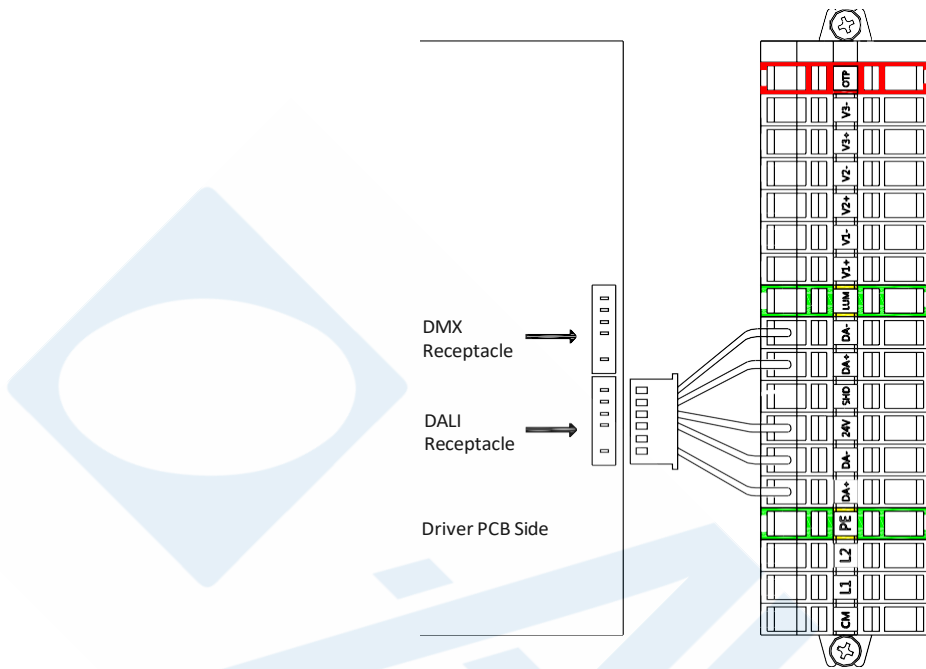 DMX
Receptacle
DALI
Receptacle
Driver PCB Side
OTP
V3-
V3+
V2-
V2+
V1-
V1+
LUM
DA-
DA+
SHD
24V
DA-
DA+
PE
L2
L1
CM